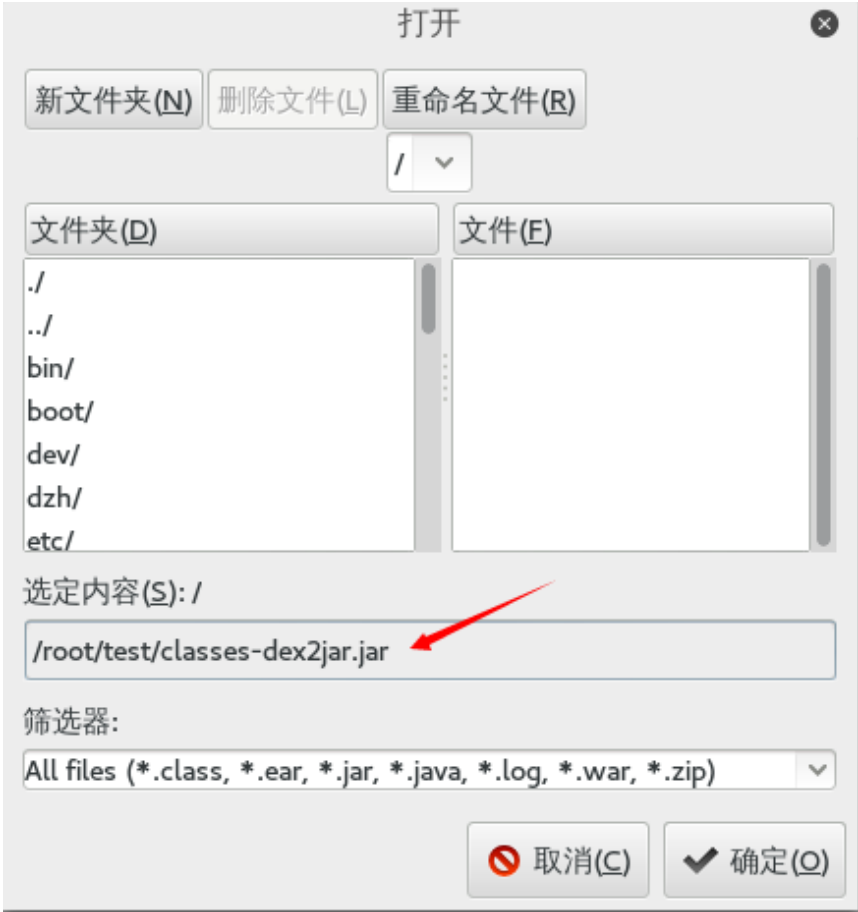 打开
新文件夹(N) 删除文件(L) 重命名文件(R)
/
文件夹(D) 文件(F)
./
../
bin/
boot/
dev/
dzh/
etc/
选定内容(S): /
/root/test/classes-dex2jar.jar
筛选器:
All files (*.class, *.ear, *.jar, *.java, *.log, *.war, *.zip)
取消(C) 确定(O)